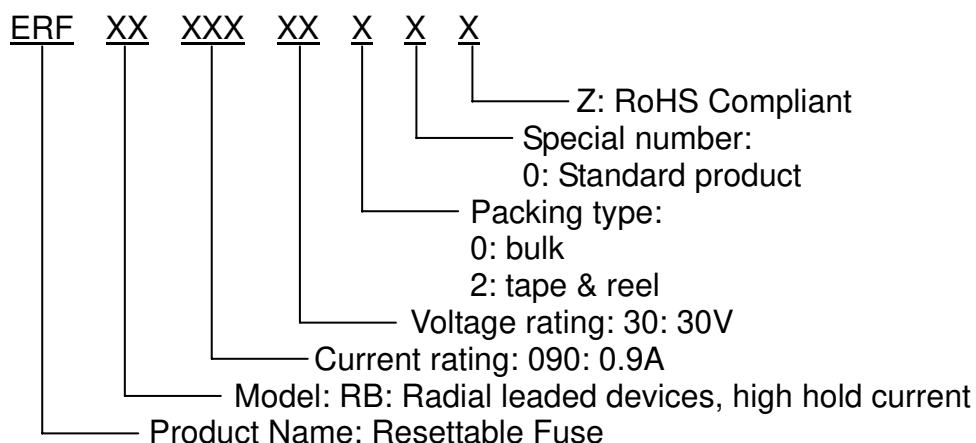 ERF XX XXX XX X X X
Z: RoHS Compliant
Special number:
0: Standard product
Packing type:
0: bulk
2: tape & reel
Voltage rating: 30: 30V
Current rating: 090: 0.9A
Model: RB: Radial leaded devices, high hold current
Product Name: Resettable Fuse